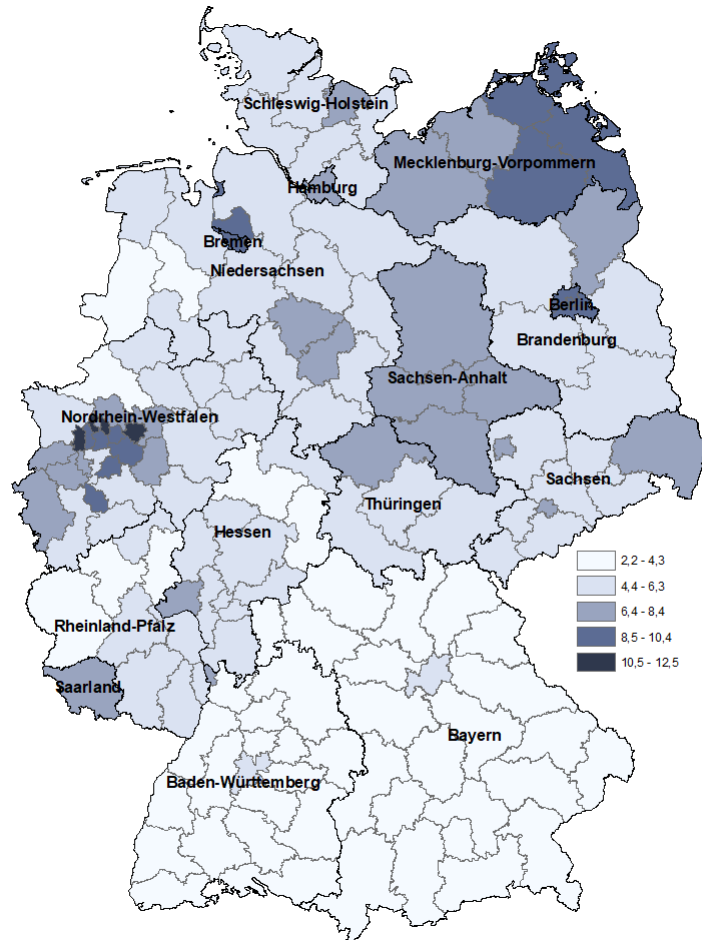 Schleswig-Holstein
Mecklenburg-Vorpommern
Hamburg
Bremen
Niedersachsen
Berlin
Brandenburg
Sachsen-Anhalt
Nordrhein-Westfalen
Sachsen
Thüringen
Hessen
2,2 - 4,3
4,4 - 6,3
6,4 - 8,4
8,5 - 10,4
10,5 - 12,5
Rheinland-Pfalz
Saarland
Bayern
Baden-Württemberg